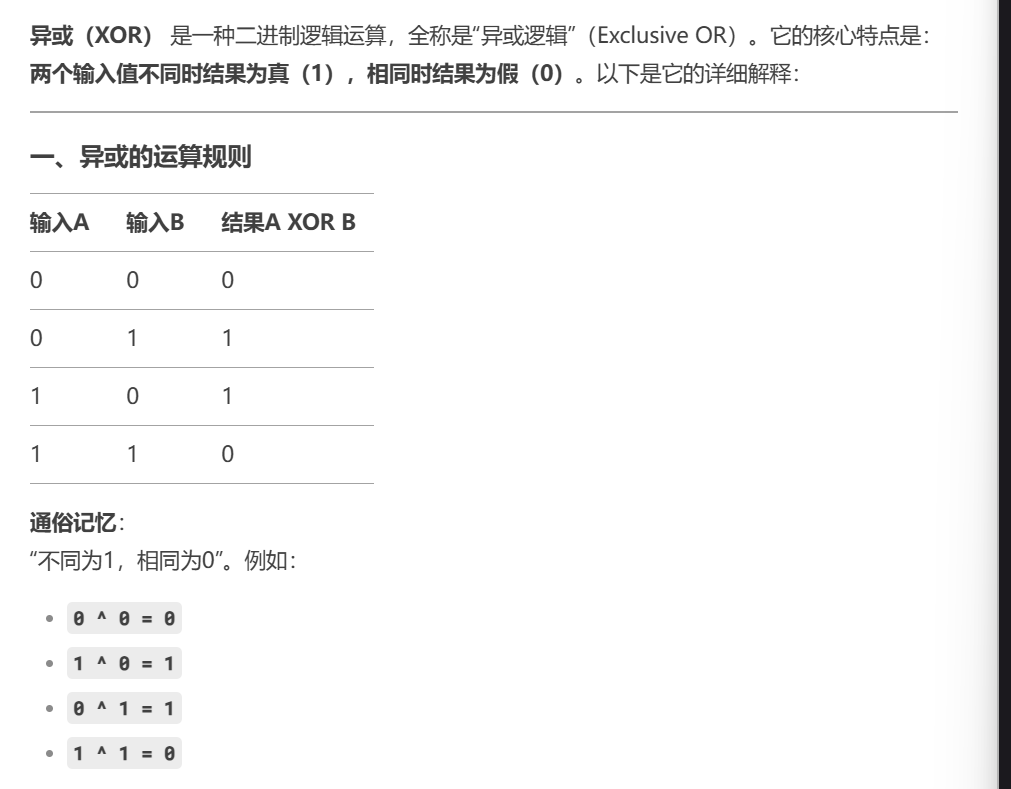 异或（XOR） 是一种二进制逻辑运算，全称是“异或逻辑”（Exclusive OR）。它的核心特点是：
两个输入值不同时结果为真（1），相同时结果为假（0）。以下是它的详细解释：
一、异或的运算规则
输入A 输入B 结果A XOR B
0 0 0
0 1 1
1 0 1
1 1 0
通俗记忆：
“不同为1，相同为0”。例如：
• 0 ^ 0 = 0
• 1 ^ 0 = 1
• 0 ^ 1 = 1
• 1 ^ 1 = 0